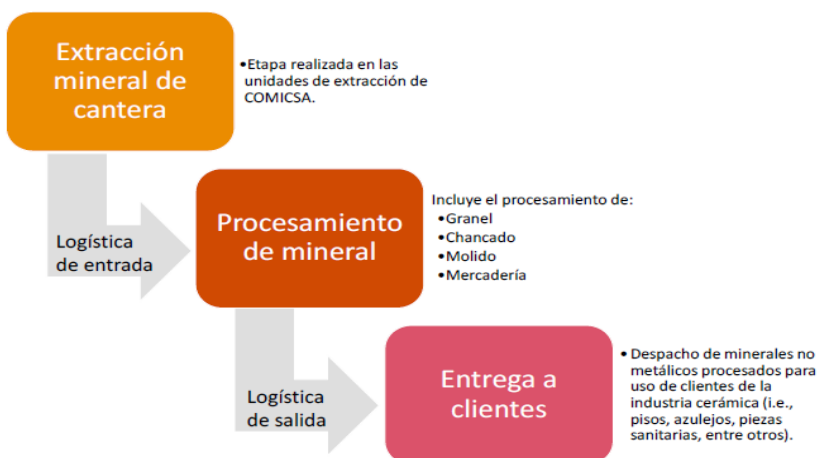 Extracción
mineral de
cantera
•Etapa realizada en las
unidades de extracción de
COMICSA.
Logística
de entrada
Procesamiento
de mineral
Incluye el procesamiento de:
•Granel
•Chancado
•Molido
•Mercadería
Logística
de salida
Entrega a
clientes
• Despacho de minerales no
metálicos procesados para
uso de clientes de la
industria cerámica (i.e.,
pisos, azulejos, piezas
sanitarias, entre otros).